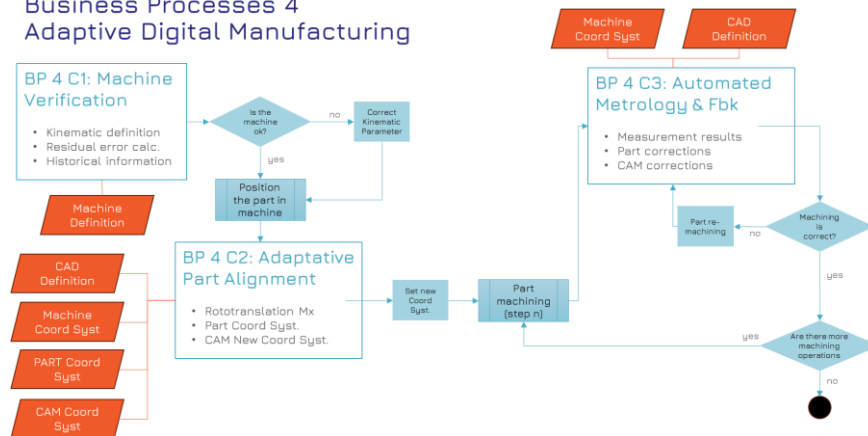 Business Processes 4
Adaptive Digital Manufacturing
BP 4 C1: Machine
Verification
• Kinematic definition
• Residual error calc.
• Historical information
Machine
Definition
Is the
machine
ok?
no
yes
Correct
Kinematic
Parameter
Position
the part in
machine
BP 4 C2: Adaptative
Part Alignment
• Rototranslation Mx
• Part Coord Syst.
• CAM New Coord Syst.
CAD
Definition
Machine
Coord Syst
PART Coord
Syst
CAM Coord
Syst
Set new
Coord
Syst.
Part
machining
(step n)
Machine
Coord Syst
CAD
Definition
BP 4 C3: Automated
Metrology & Fbk
• Measurement results
• Part corrections
• CAM corrections
Part re-
machining
no
Machining
is
correct?
yes
yes
Are there more
machining
operations
no